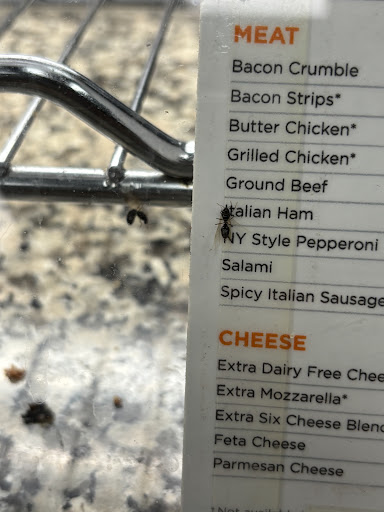 MEAT
Bacon Crumble
Bacon Strips*
Butter Chicken*
Grilled Chicken*
Ground Beef
Italian Ham
NY Style Pepperoni
Salami
Spicy Italian Sausage
CHEESE
Extra Dairy Free Chee
Extra Mozzarella*
Extra Six Cheese Blend
Feta Cheese
Parmesan Cheese